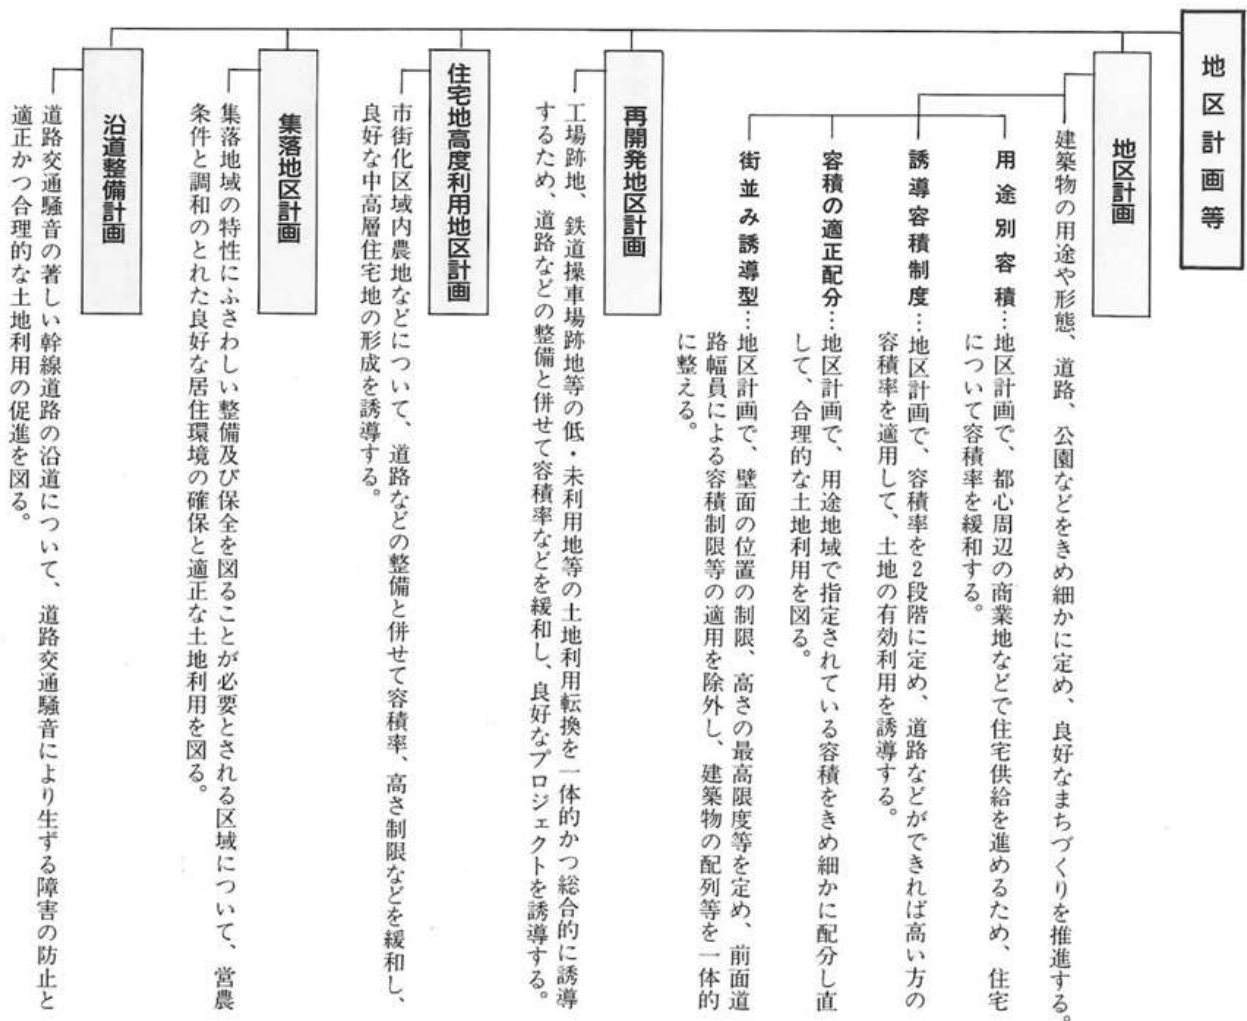 地区計画等
地区計画
建築物の用途や形態、道路、公園などをきめ細かに定め、良好なまちづくりを推進する。
用途別容積…地区計画で、都心周辺の商業地などで住宅供給を進めるため、住宅
について容積率を緩和する。
誘導容積制度…地区計画で、容積率を2段階に定め、道路などができれば高い方の
容積率を適用して、土地の有効利用を誘導する。
容積の適正配分…地区計画で、用途地域で指定されている容積をきめ細かに配分し直
して、合理的な土地利用を図る。
街並み誘導型…地区計画で、壁面の位置の制限、高さの最高限度等を定め、前面道
路幅員による容積制限等の適用を除外し、建築物の配列等を一体的
に整える。
再開発地区計画
工場跡地、鉄道操車場跡地等の低・未利用地等の土地利用転換を一体的かつ総合的に誘導
するため、道路などの整備と併せて容積率などを緩和し、良好なプロジェクトを誘導する。
住宅地高度利用地区計画
市街化区域内農地などについて、道路などの整備と併せて容積率、高さ制限などを緩和し、
良好な中高層住宅地の形成を誘導する。
集落地区計画
集落地域の特性にふさわしい整備及び保全を図ることが必要とされる区域について、営農
条件と調和のとれた良好な居住環境の確保と適正な土地利用を図る。
沿道整備計画
道路交通騒音の著しい幹線道路の沿道について、道路交通騒音により生ずる障害の防止と
適正かつ合理的な土地利用の促進を図る。